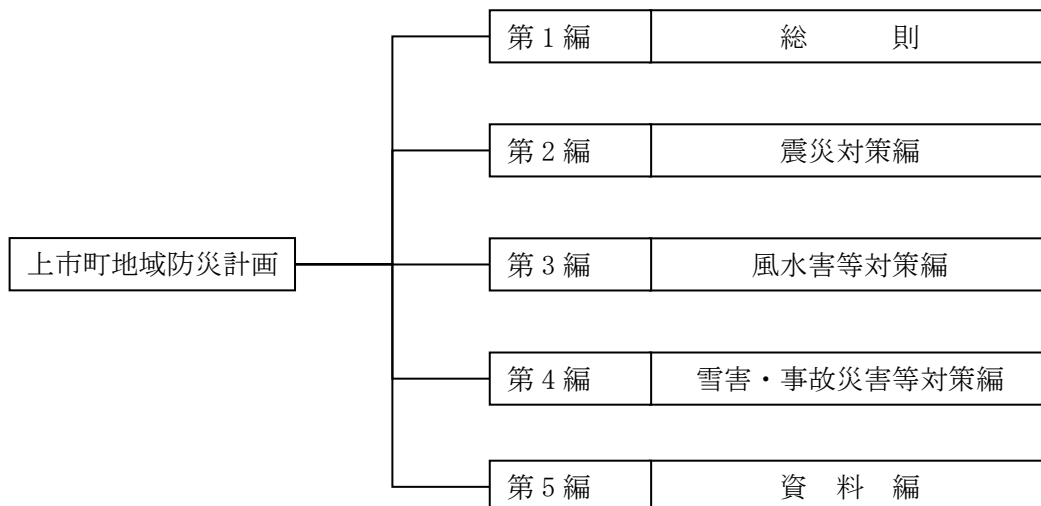 第1編 総則
第2編 震災対策編
上市町地域防災計画
第3編 風水害等対策編
第4編 雪害・事故災害等対策編
第5編 資料編